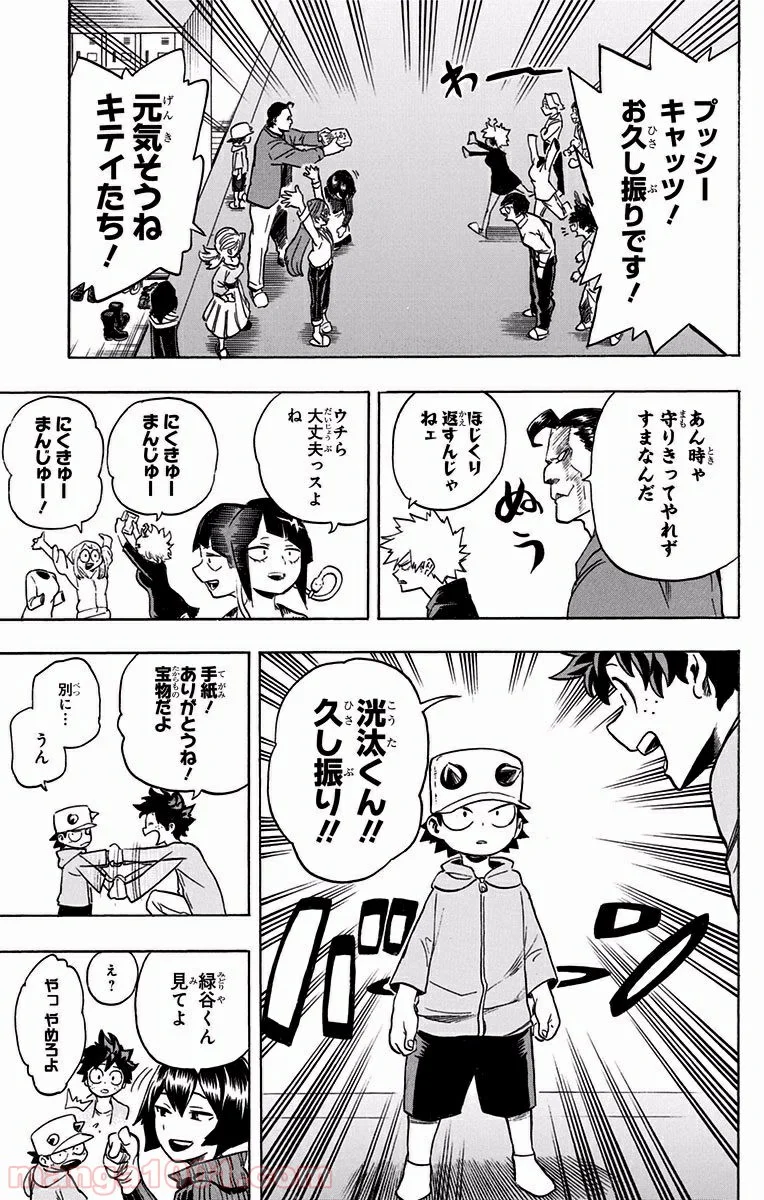 プッシー
キャッツ！
お久し振りです！
わー
元気そうね
キティたち！
あん時ゃ
守りきってやれず
すまなんだ
ぬぅ
ほじくり
返すんじゃ
ねェ
ウチら
大丈夫っスよ
ね
にくきゅー
まんじゅー
にくきゅー
まんじゅー！
洸汰くん!!
久し振り!!
バーン
手紙！
ありがとうね！
宝物だよ
別に…
うん
緑谷くん
見てよ
え？
やっ やめろよ